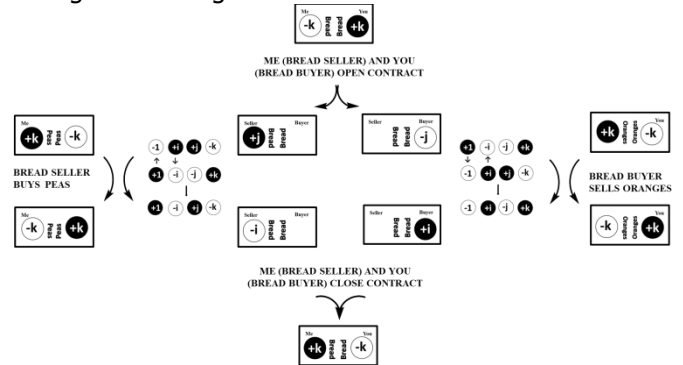 Me You
-k Bread Bread +k
ME (BREAD SELLER) AND YOU
(BREAD BUYER) OPEN CONTRACT
Me
+k Peas Peas -k
BREAD SELLER
BUYS PEAS
-k Peas Peas +k
-1 +i +j -k
+1 -i -j +k
+1 -i +j -k
Seller Buyer
+j Bread Bread
Seller Buyer
Bread Bread -j
Seller Buyer
-i Bread Bread
Seller Buyer
Bread Bread +i
+1 -i -j +k
-1 +i +j -k
-1 +i -j +k
You
+k Oranges Oranges -k
BREAD BUYER
SELLS ORANGES
You
-k Oranges Oranges +k
ME (BREAD SELLER) AND YOU
(BREAD BUYER) CLOSE CONTRACT
Me You
+k Bread Bread -k